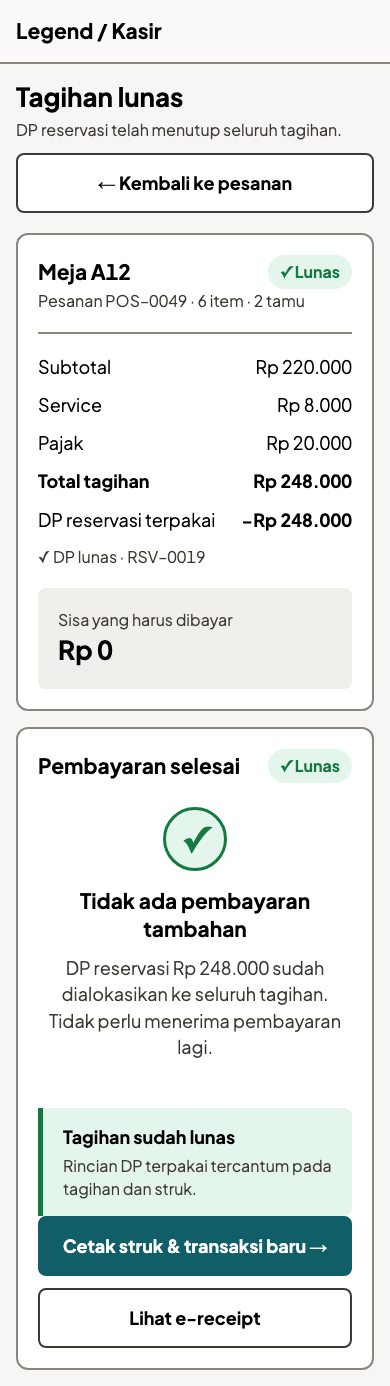 Legend / Kasir
Tagihan lunas
DP reservasi telah menutup seluruh tagihan.
← Kembali ke pesanan
Meja A12 ✓ Lunas
Pesanan POS-0049 · 6 item · 2 tamu
Subtotal Rp 220.000
Service Rp 8.000
Pajak Rp 20.000
Total tagihan Rp 248.000
DP reservasi terpakai −Rp 248.000
✓ DP lunas · RSV-0019
Sisa yang harus dibayar
Rp 0
Pembayaran selesai ✓ Lunas
✓
Tidak ada pembayaran
tambahan
DP reservasi Rp 248.000 sudah
dialokasikan ke seluruh tagihan.
Tidak perlu menerima pembayaran
lagi.
Tagihan sudah lunas
Rincian DP terpakai tercantum pada
tagihan dan struk.
Cetak struk & transaksi baru →
Lihat e-receipt